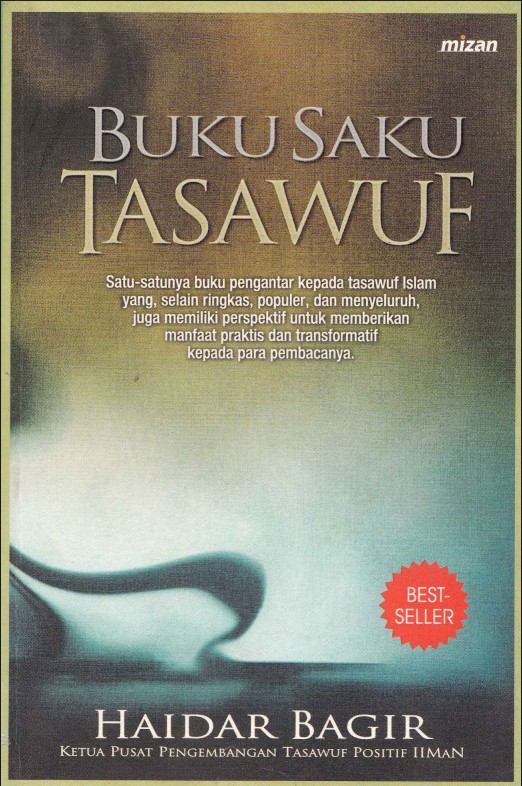 mizan
BUKU SAKU
TASAWUF
Satu-satunya buku pengantar kepada tasawuf Islam
yang, selain ringkas, populer, dan menyeluruh,
juga memiliki perspektif untuk memberikan
manfaat praktis dan transformatif
kepada para pembacanya.
BEST-
SELLER
HAIDAR BAGIR
KETUA PUSAT PENGEMBANGAN TASAWUF POSITIF IIMAN